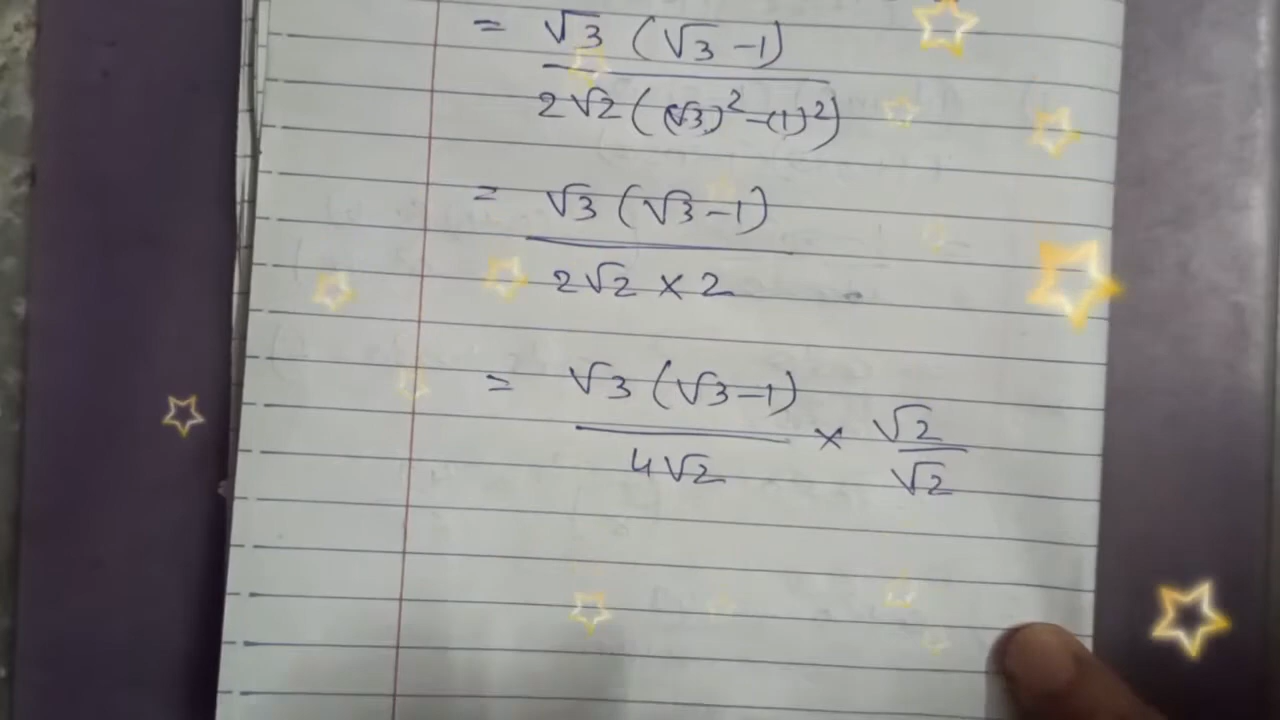 = √3 (√3 -1)
2√2 ( (√3)² -(1)²)
= √3 (√3-1)
2√2 × 2
= √3 (√3-1) × √2
4√2 √2